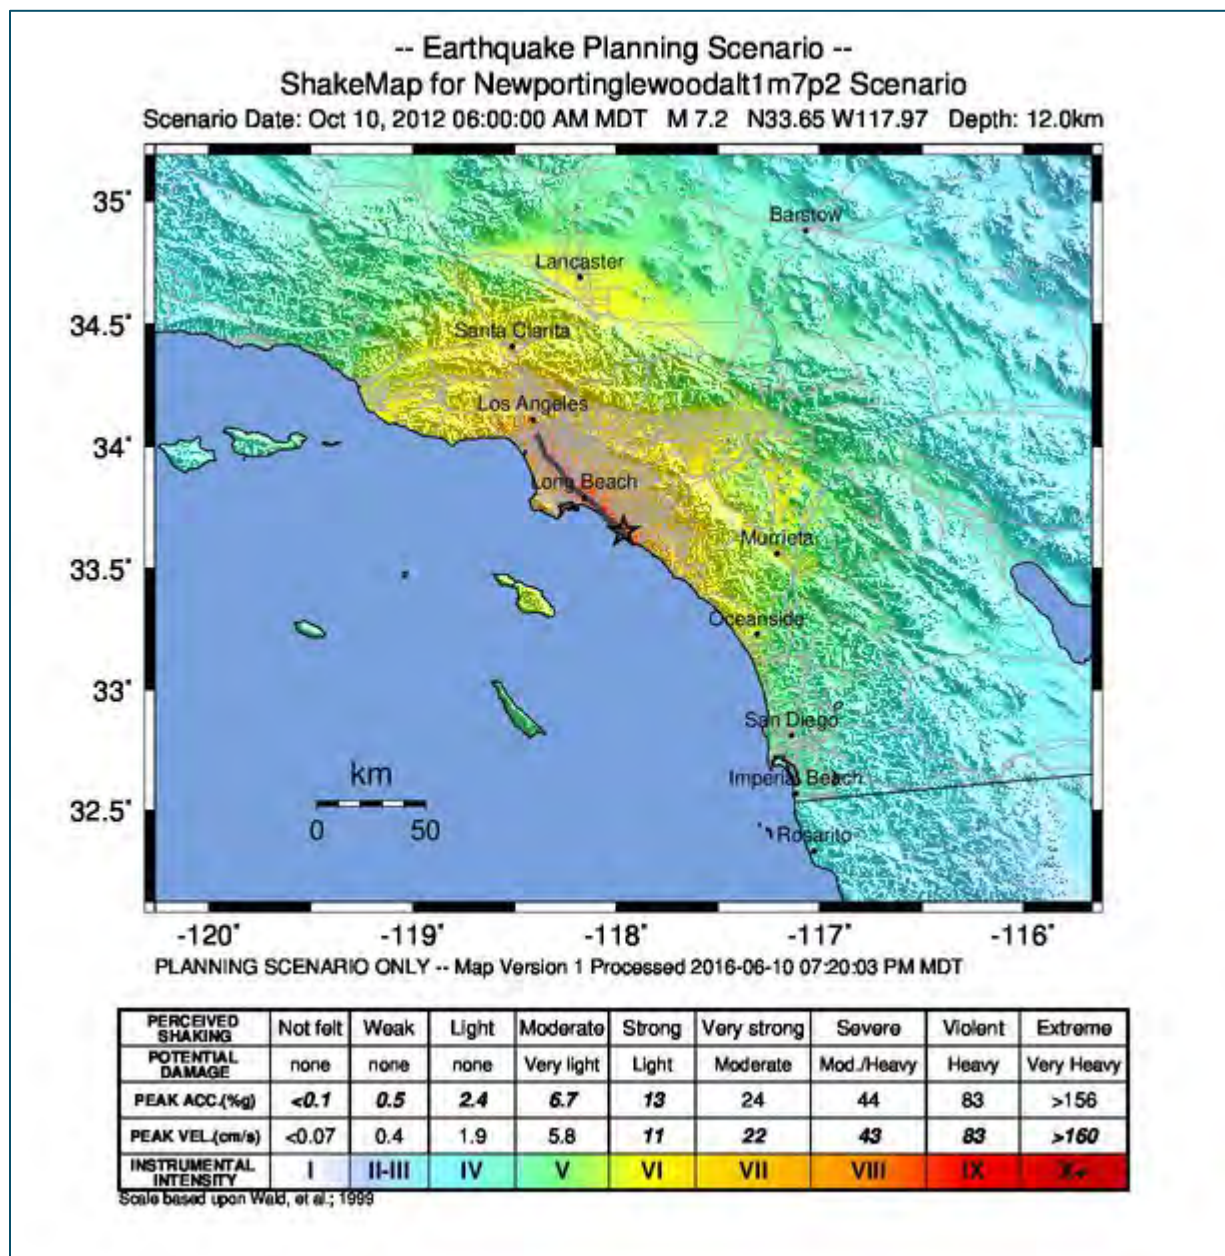 -- Earthquake Planning Scenario --
ShakeMap for Newportinglewoodalt1m7p2 Scenario
Scenario Date: Oct 10, 2012 06:00:00 AM MDT M 7.2 N33.65 W117.97 Depth: 12.0km
35˚
Barstow
Lancaster
34.5˚
Santa Clarita
Los Angeles
34˚
Long Beach
33.5˚
Murrieta
Oceanside
33˚
San Diego
km
Imperial Beach
32.5˚
0 50
Rosarito
-120˚ -119˚ -118˚ -117˚ -116˚
PLANNING SCENARIO ONLY -- Map Version 1 Processed 2016-06-10 07:20:03 PM MDT
PERCEIVED SHAKING Not felt Weak Light Moderate Strong Very strong Severe Violent Extreme
POTENTIAL DAMAGE none none none Very light Light Moderate Mod./Heavy Heavy Very Heavy
PEAK ACC.(%g) <0.1 0.5 2.4 6.7 13 24 44 83 >156
PEAK VEL.(cm/s) <0.07 0.4 1.9 5.8 11 22 43 83 >160
INSTRUMENTAL INTENSITY I II-III IV V VI VII VIII IX X+
Scale based upon Wald, et al.; 1999